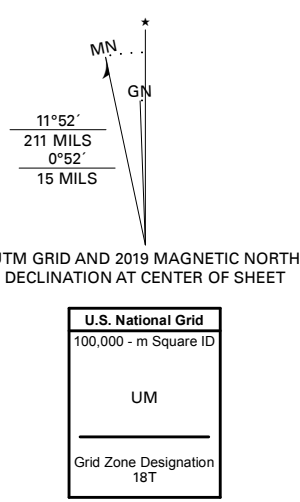 ★
MN
GN
11°52´
211 MILS
0°52´
15 MILS
UTM GRID AND 2019 MAGNETIC NORTH
DECLINATION AT CENTER OF SHEET
U.S. National Grid
100,000 - m Square ID
UM
Grid Zone Designation
18T